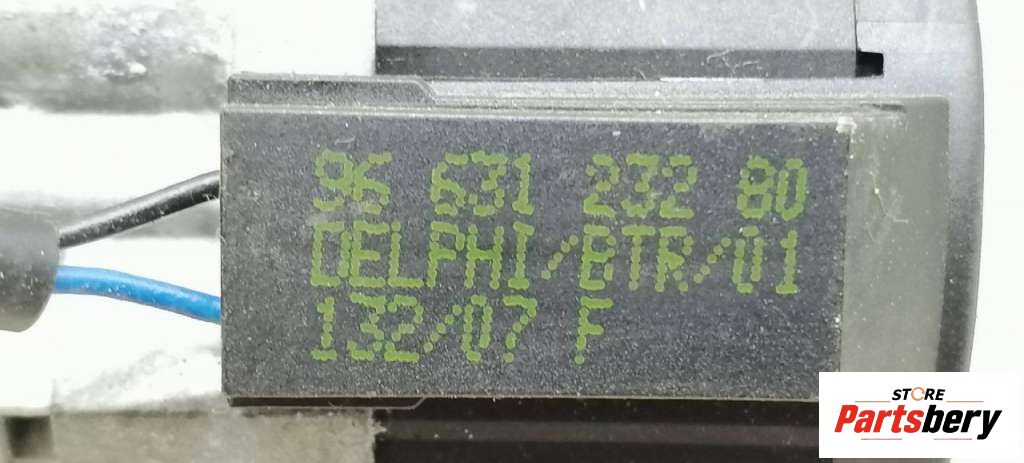 96 631 232 80
DELPHI/BTR/01
132/07 F
STORE
Partsbery